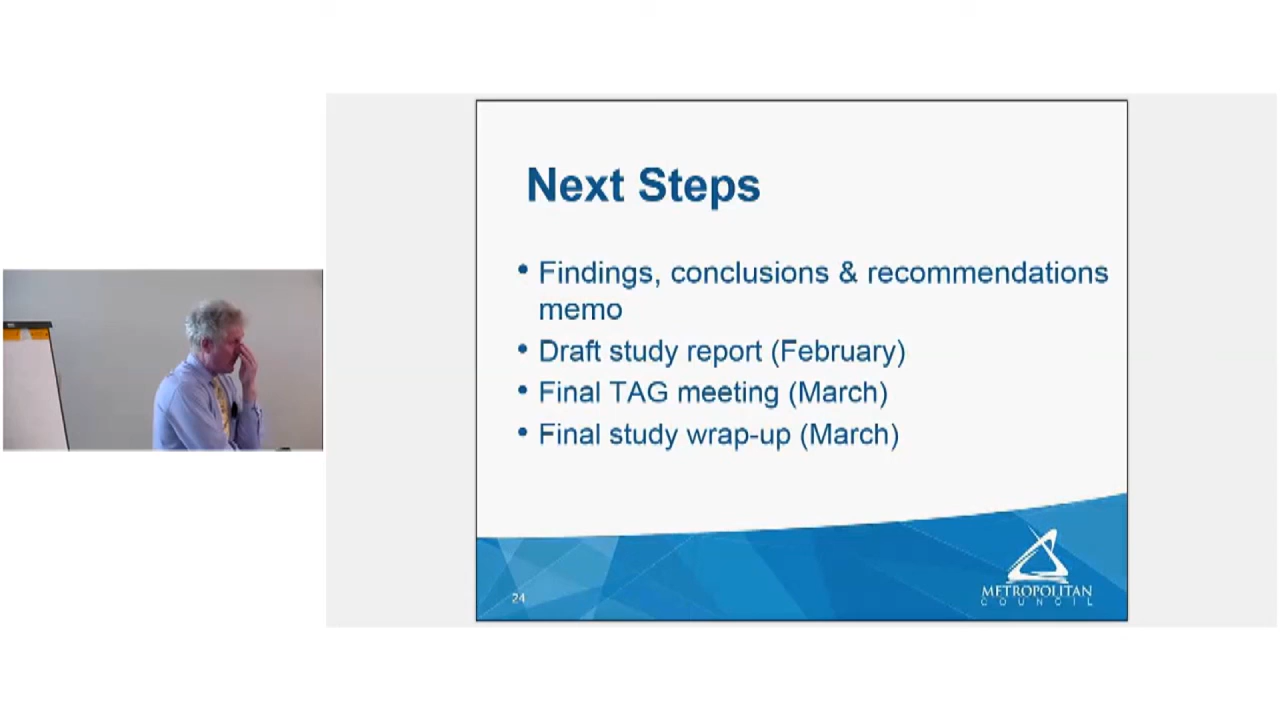 Next Steps
• Findings, conclusions & recommendations
memo
• Draft study report (February)
• Final TAG meeting (March)
• Final study wrap-up (March)
24
METROPOLITAN
COUNCIL